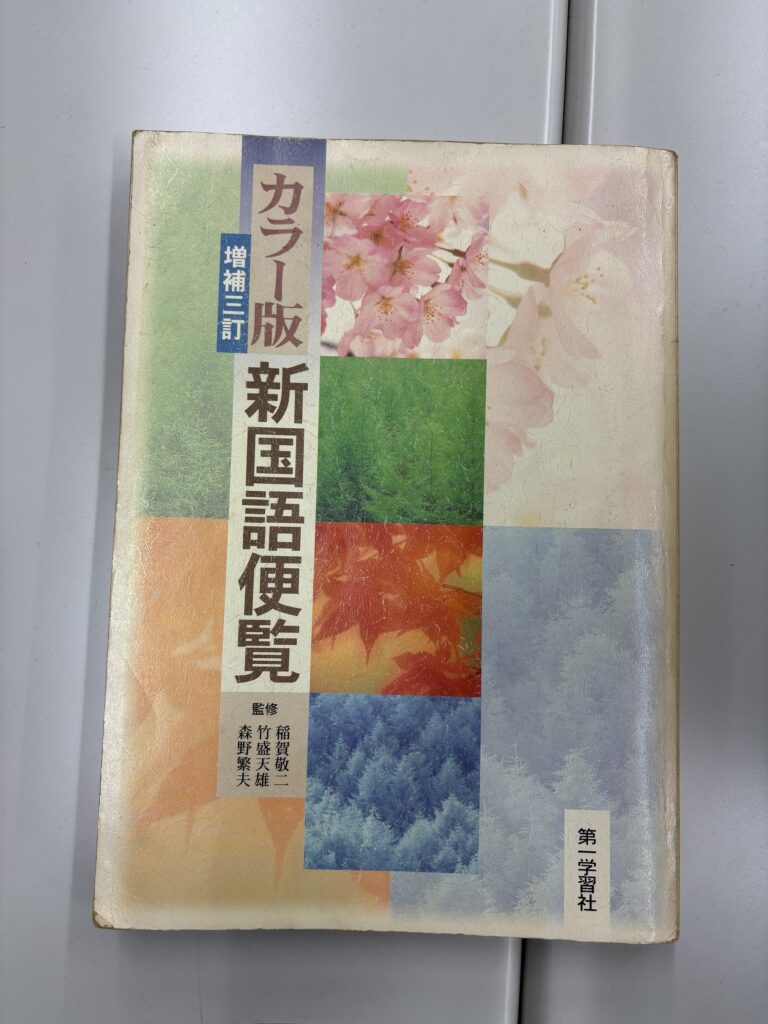 カラー版
増補三訂
新国語便覧
監修
稲賀敬二
竹盛天雄
森野繁夫
第一学習社